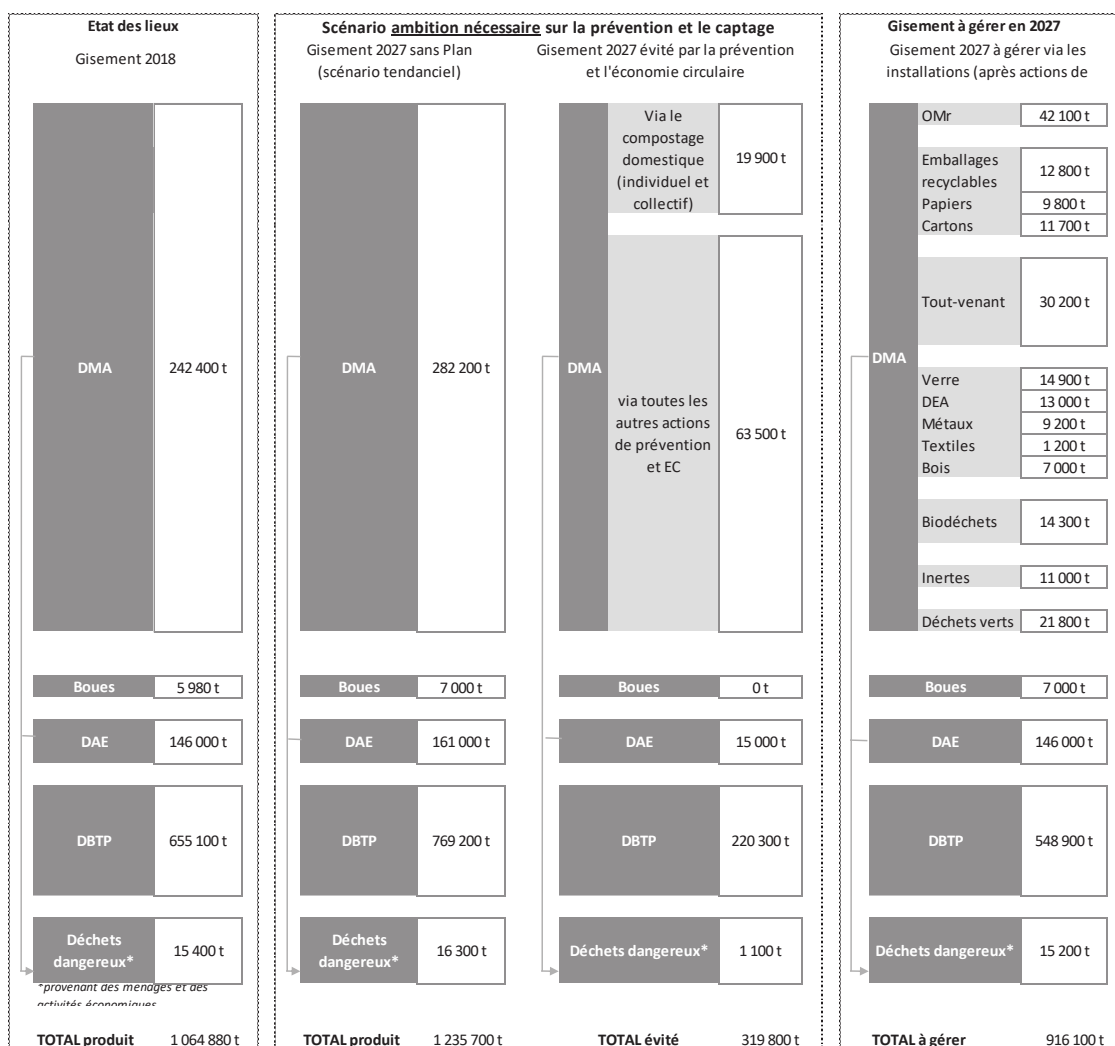 Etat des lieux
Gisement 2018
DMA 242 400 t
Boues 5 980 t
DAE 146 000 t
DBTP 655 100 t
Déchets
dangereux* 15 400 t
*provenant des ménages et des
activités économiques
TOTAL produit 1 064 880 t
Scénario ambition nécessaire sur la prévention et le captage
Gisement 2027 sans Plan
(scénario tendanciel)
DMA 282 200 t
Boues 7 000 t
DAE 161 000 t
DBTP 769 200 t
Déchets
dangereux* 16 300 t
TOTAL produit 1 235 700 t
Gisement 2027 évité par la prévention
et l'économie circulaire
DMA
Via le
compostage
domestique
(individuel et
collectif)
19 900 t
via toutes les
autres actions
de prévention
et EC
63 500 t
Boues 0 t
DAE 15 000 t
DBTP 220 300 t
Déchets dangereux* 1 100 t
TOTAL évité 319 800 t
Gisement à gérer en 2027
Gisement 2027 à gérer via les
installations (après actions de
DMA
OMr 42 100 t
Emballages
recyclables 12 800 t
Papiers 9 800 t
Cartons 11 700 t
Tout-venant 30 200 t
Verre 14 900 t
DEA 13 000 t
Métaux 9 200 t
Textiles 1 200 t
Bois 7 000 t
Biodéchets 14 300 t
Inertes 11 000 t
Déchets verts 21 800 t
Boues 7 000 t
DAE 146 000 t
DBTP 548 900 t
Déchets dangereux* 15 200 t
TOTAL à gérer 916 100 t